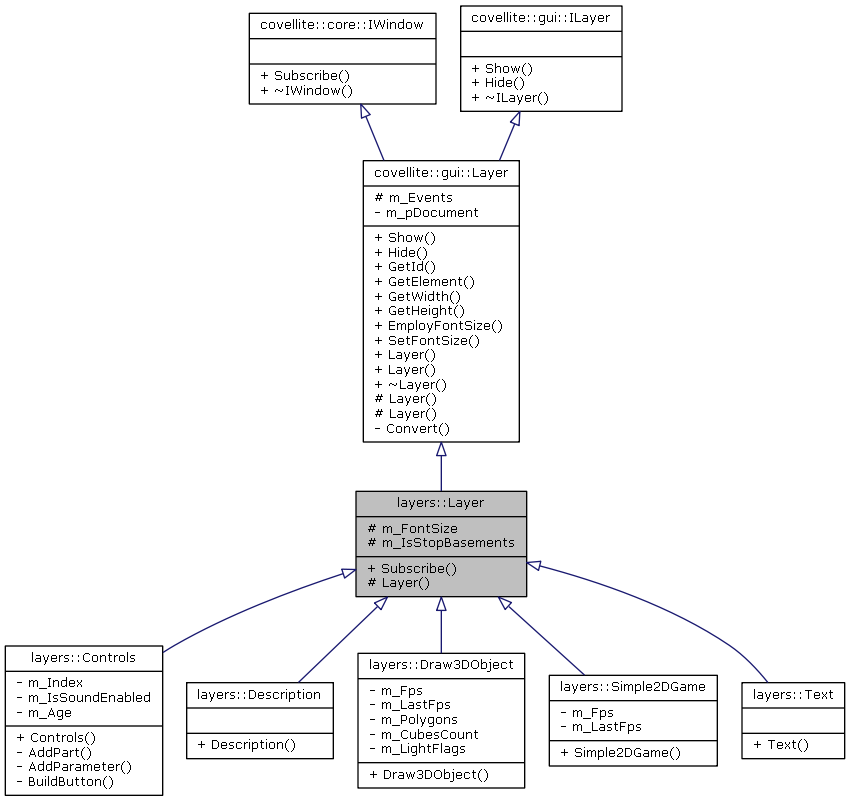 covellite::core::IWindow
+ Subscribe()
+ ~IWindow()
covellite::gui::ILayer
+ Show()
+ Hide()
+ ~ILayer()
covellite::gui::Layer
# m_Events
- m_pDocument
+ Show()
+ Hide()
+ GetId()
+ GetElement()
+ GetWidth()
+ GetHeight()
+ EmployFontSize()
+ SetFontSize()
+ Layer()
+ Layer()
+ ~Layer()
# Layer()
# Layer()
- Convert()
layers::Layer
# m_FontSize
# m_IsStopBasements
+ Subscribe()
# Layer()
layers::Controls
- m_Index
- m_IsSoundEnabled
- m_Age
+ Controls()
- AddPart()
- AddParameter()
- BuildButton()
layers::Description
+ Description()
layers::Draw3DObject
- m_Fps
- m_LastFps
- m_Polygons
- m_CubesCount
- m_LightFlags
+ Draw3DObject()
layers::Simple2DGame
- m_Fps
- m_LastFps
+ Simple2DGame()
layers::Text
+ Text()